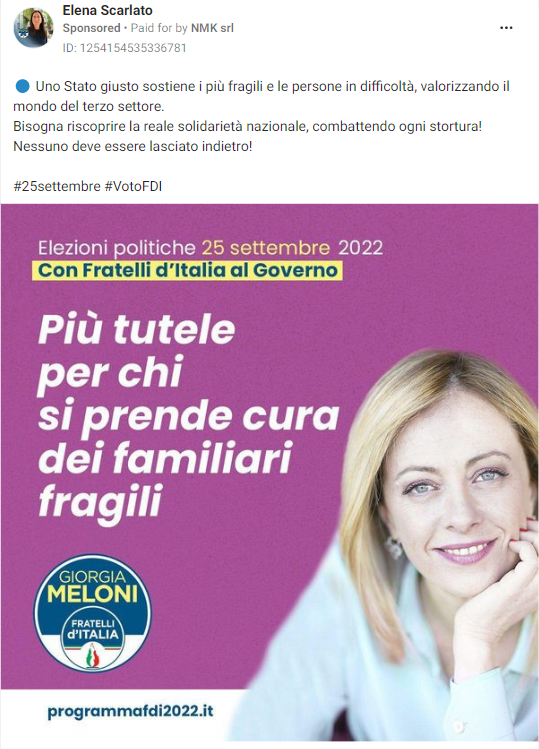 Elena Scarlato
Sponsored • Paid for by NMK srl
ID: 1254154535336781
🔵 Uno Stato giusto sostiene i più fragili e le persone in difficoltà, valorizzando il
mondo del terzo settore.
Bisogna riscoprire la reale solidarietà nazionale, combattendo ogni stortura!
Nessuno deve essere lasciato indietro!
#25settembre #VotoFDI
Elezioni politiche 25 settembre 2022
Con Fratelli d'Italia al Governo
Più tutele
per chi
si prende cura
dei familiari
fragili
GIORGIA
MELONI
FRATELLI
d'ITALIA
programmafdi2022.it